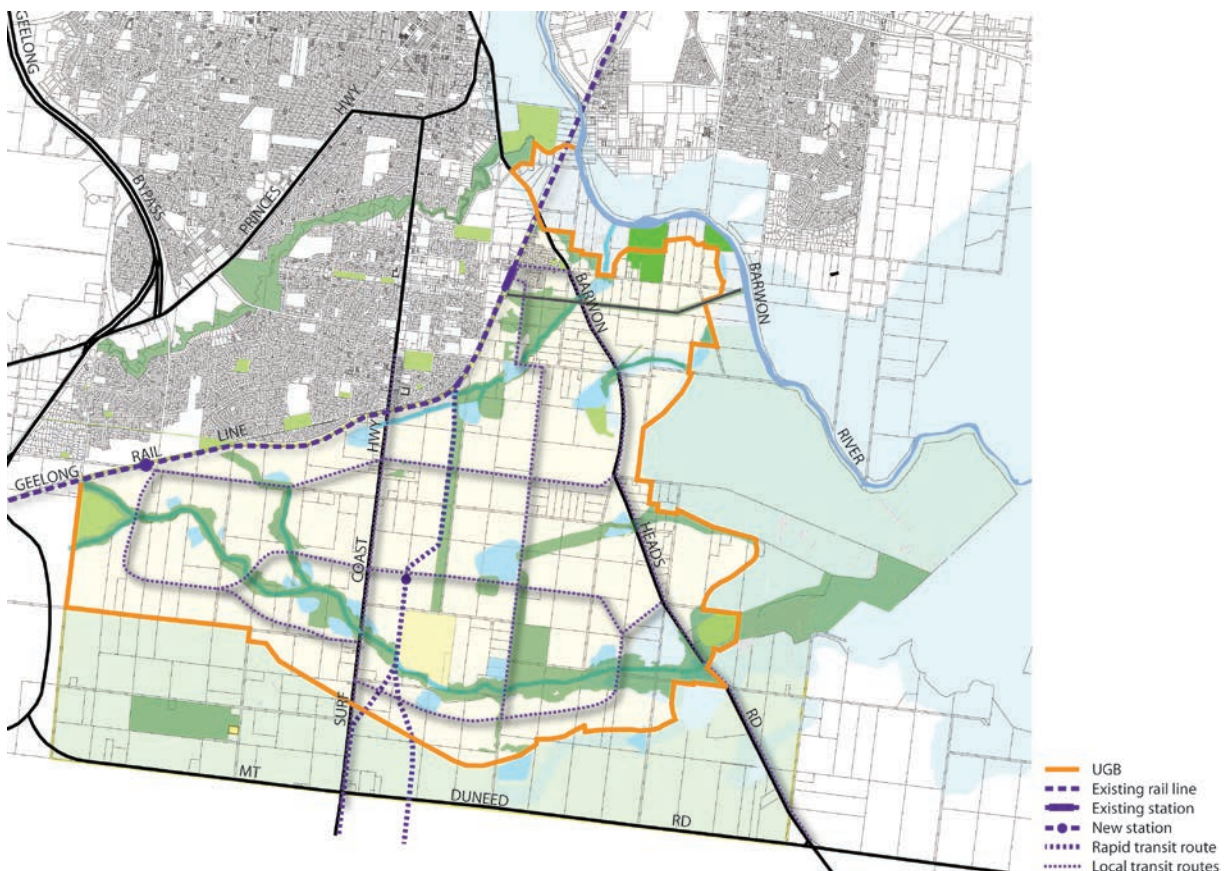 GEELONG
BYPASS
PRINCES
HWY
BARWON
HEADS
RD
BARWON
RIVER
GEELONG
RAIL
LINE
HWY
COAST
SURF
MT
DUNEED
RD
UGB
Existing rail line
Existing station
New station
Rapid transit route
Local transit routes